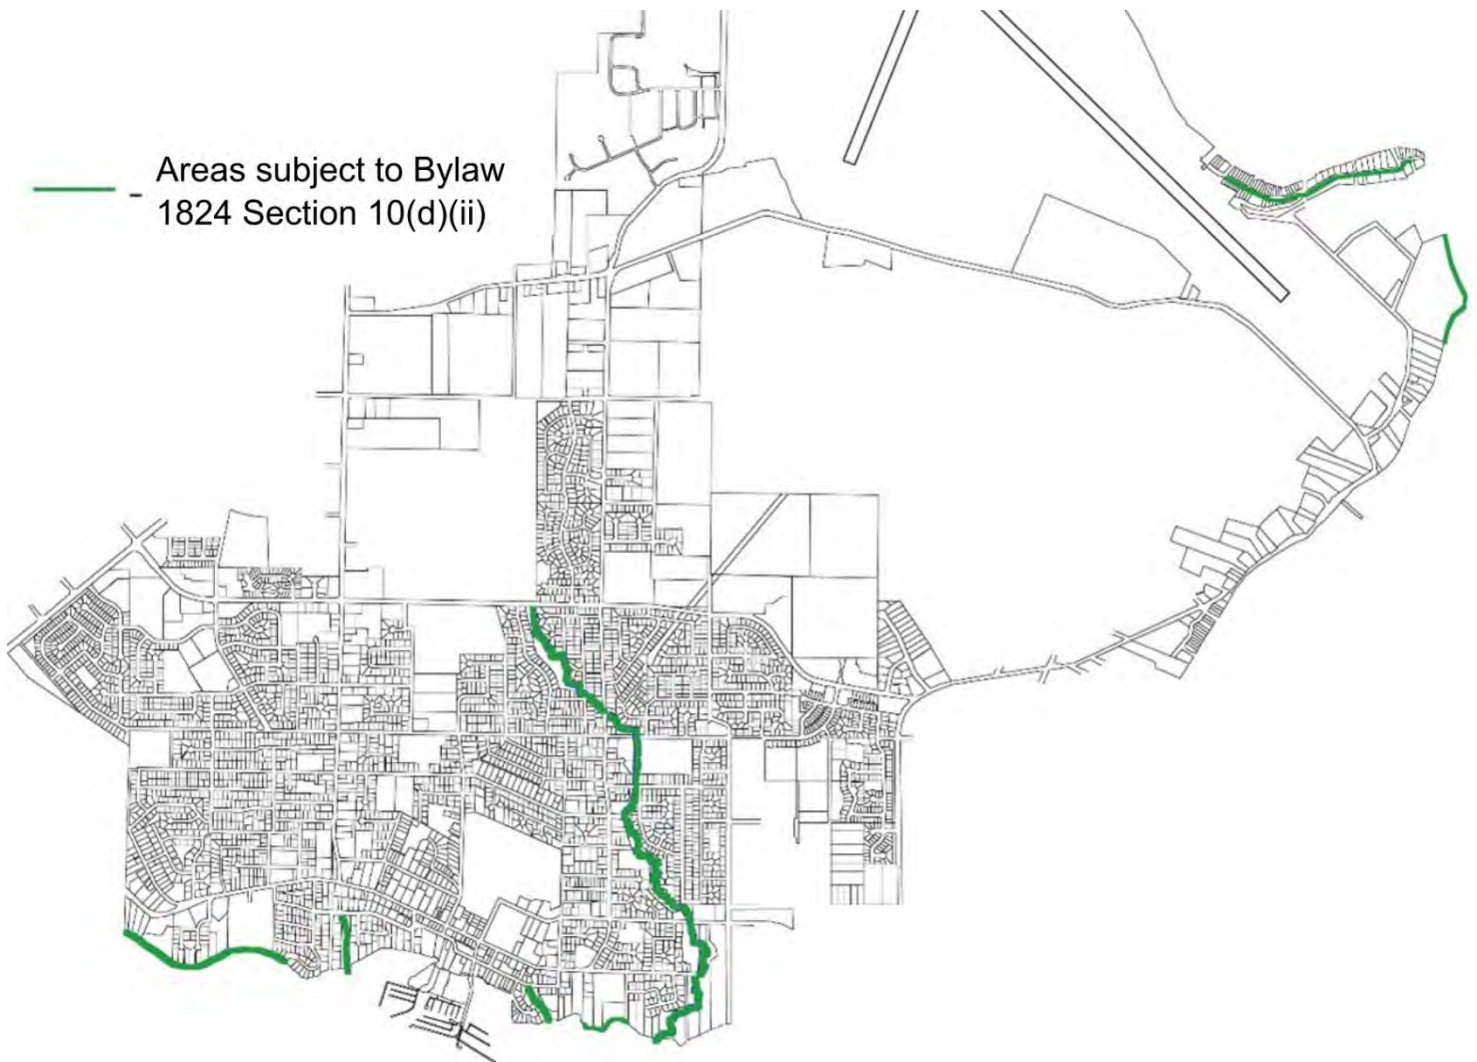 - Areas subject to Bylaw
1824 Section 10(d)(ii)